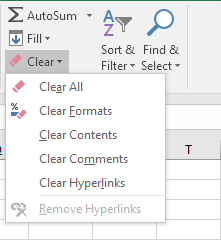 AutoSum
Fill
Clear
Sort &
Filter
Find &
Select
Clear All
Clear Formats
Clear Contents
Clear Comments
Clear Hyperlinks
Remove Hyperlinks
T